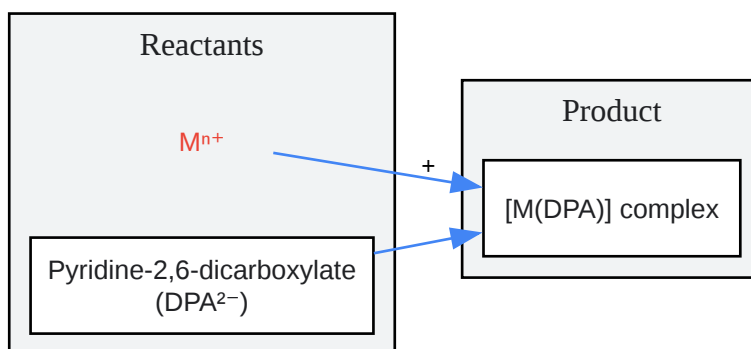 Reactants
Mⁿ⁺
Pyridine-2,6-dicarboxylate
(DPA²⁻)
+
Product
[M(DPA)] complex